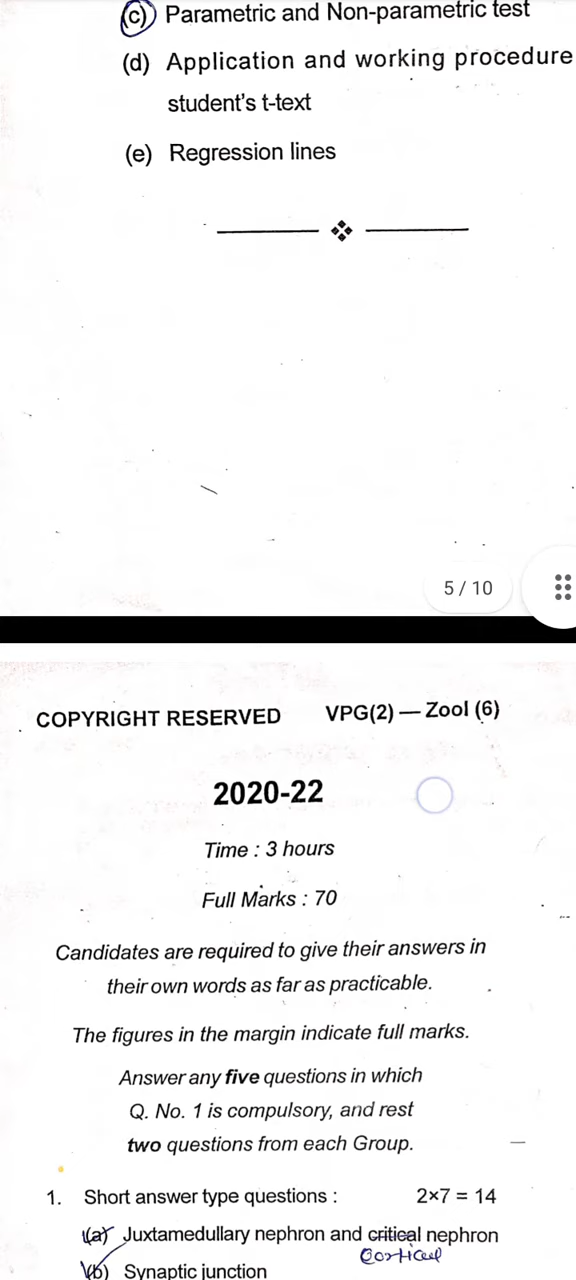 (c) Parametric and Non-parametric test
(d) Application and working procedure
student's t-text
(e) Regression lines
5 / 10
COPYRIGHT RESERVED VPG(2) — Zool (6)
2020-22
Time : 3 hours
Full Marks : 70
Candidates are required to give their answers in
their own words as far as practicable.
The figures in the margin indicate full marks.
Answer any five questions in which
Q. No. 1 is compulsory, and rest
two questions from each Group.
1. Short answer type questions : 2×7 = 14
(a) Juxtamedullary nephron and critical nephron
Cortical
(b) Synaptic junction